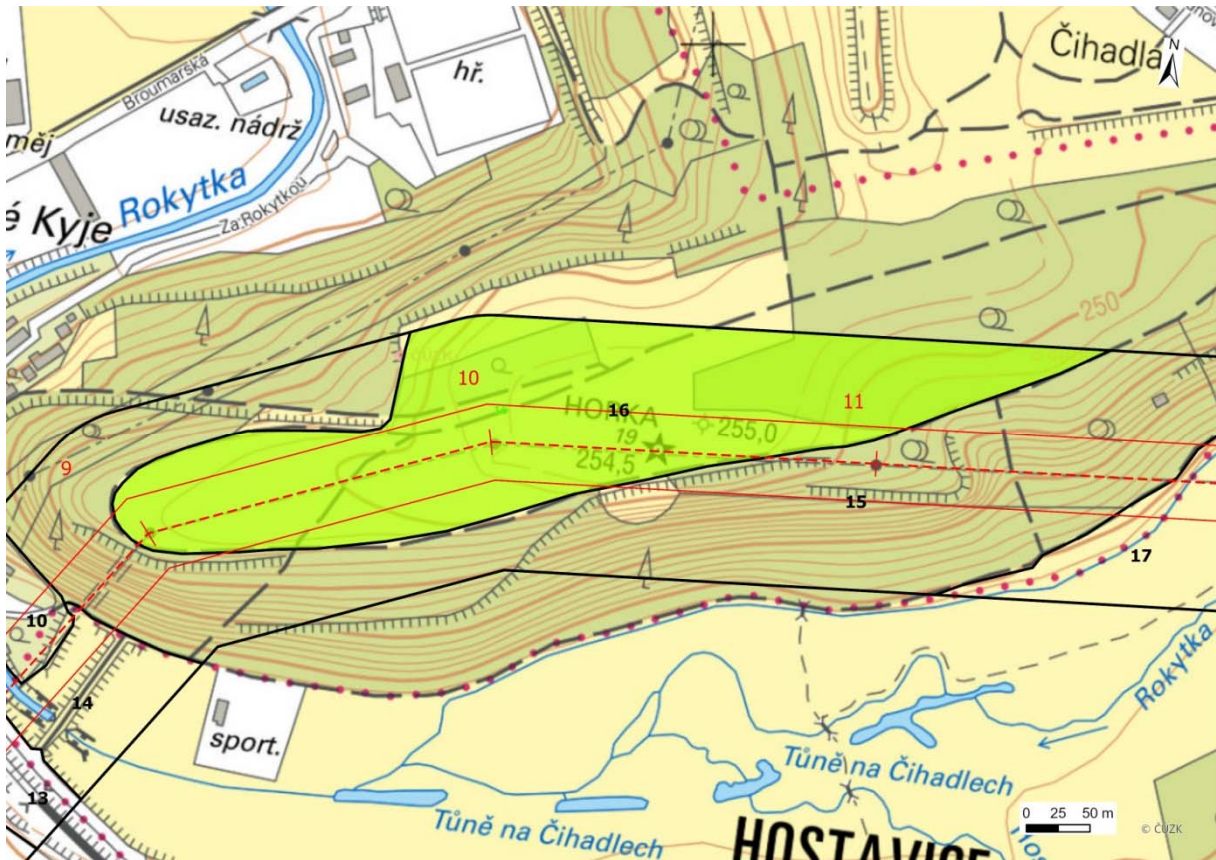 Broumarská
hř.
Čihadla
N
usaz. nádrž
měj
Rokytka
Za Rokytkou
é Kyje
250
10
11
HORKA
16
19
255,0
254,5
9
15
17
10
14
Rokytka
sport.
Tůně na Čihadlech
13
Tůně na Čihadlech
0 25 50 m
© ČÚZK
HOSTAVICE